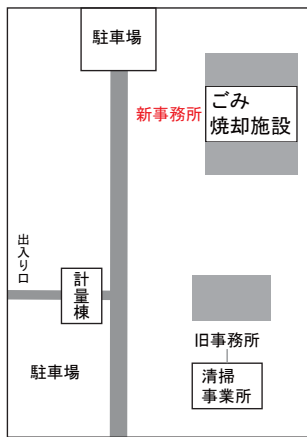 駐車場
ごみ
焼却施設
新事務所
出入り口
計量棟
旧事務所
駐車場
清掃
事業所